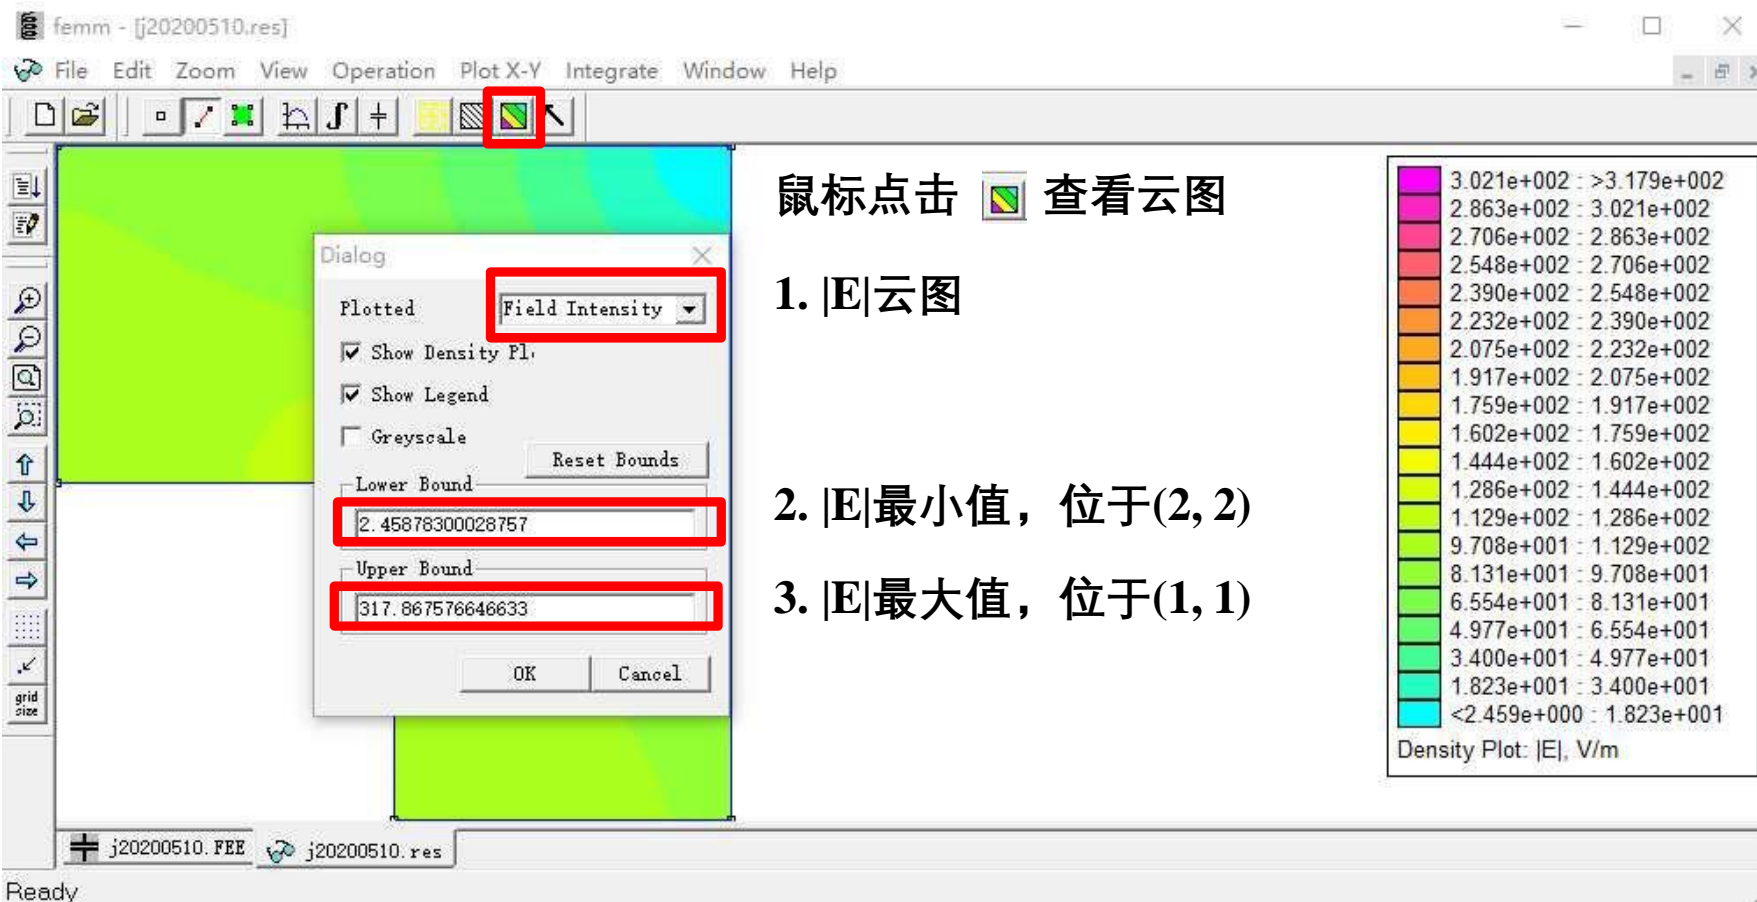 femm - [j20200510.res]
File Edit Zoom View Operation Plot X-Y Integrate Window Help
鼠标点击 查看云图
1. |E|云图
2. |E|最小值，位于(2, 2)
3. |E|最大值，位于(1, 1)
Dialog
Plotted Field Intensity
Show Density Pl
Show Legend
Greyscale
Reset Bounds
Lower Bound
2.45878300028757
Upper Bound
317.867576646633
OK Cancel
3.021e+002 : >3.179e+002
2.863e+002 : 3.021e+002
2.706e+002 : 2.863e+002
2.548e+002 : 2.706e+002
2.390e+002 : 2.548e+002
2.232e+002 : 2.390e+002
2.075e+002 : 2.232e+002
1.917e+002 : 2.075e+002
1.759e+002 : 1.917e+002
1.602e+002 : 1.759e+002
1.444e+002 : 1.602e+002
1.286e+002 : 1.444e+002
1.129e+002 : 1.286e+002
9.708e+001 : 1.129e+002
8.131e+001 : 9.708e+001
6.554e+001 : 8.131e+001
4.977e+001 : 6.554e+001
3.400e+001 : 4.977e+001
1.823e+001 : 3.400e+001
<2.459e+000 : 1.823e+001
Density Plot: |E|, V/m
grid
size
j20200510.FEE j20200510.res
Ready